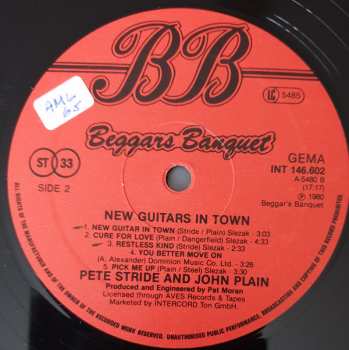 BB
AML
65
LC 5485
Beggars Banquet
ST 33
SIDE 2
GEMA
INT 146.602
A-5480 B
(17:17)
℗ 1980
Beggar's Banquet
NEW GUITARS IN TOWN
1. NEW GUITAR IN TOWN (Stride / Plain) Slezak - 3:03
2. CURE FOR LOVE (Plain / Dangerfield) Slezak - 4:33
3. RESTLESS KIND (Stride / Plain) Slezak - 3:30
4. YOU BETTER MOVE ON
(A. Alexander) Dominion Music Co. Ltd. - 3:26
5. PICK ME UP (Plain / Steel) Slezak - 3:30
PETE STRIDE AND JOHN PLAIN
Produced and Engineered by Pat Moran
Licensed through AVES Records & Tapes
Marketed by INTERCORD Ton GmbH.
ALL RIGHTS OF THE MANUFACTURER AND OF THE OWNER OF THE RECORDED WORK RESERVED. UNAUTHORISED PUBLIC PERFORMANCE, BROADCASTING AND COPYING OF THIS RECORD PROHIBITED